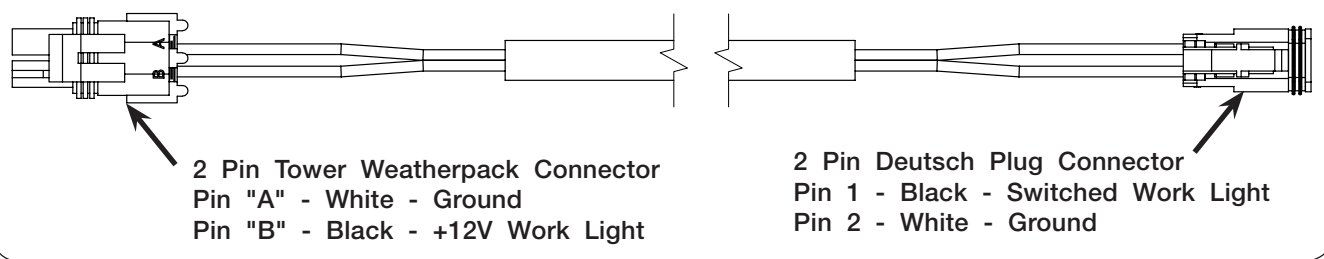 A
B
2 Pin Tower Weatherpack Connector
Pin "A" - White - Ground
Pin "B" - Black - +12V Work Light
2 Pin Deutsch Plug Connector
Pin 1 - Black - Switched Work Light
Pin 2 - White - Ground